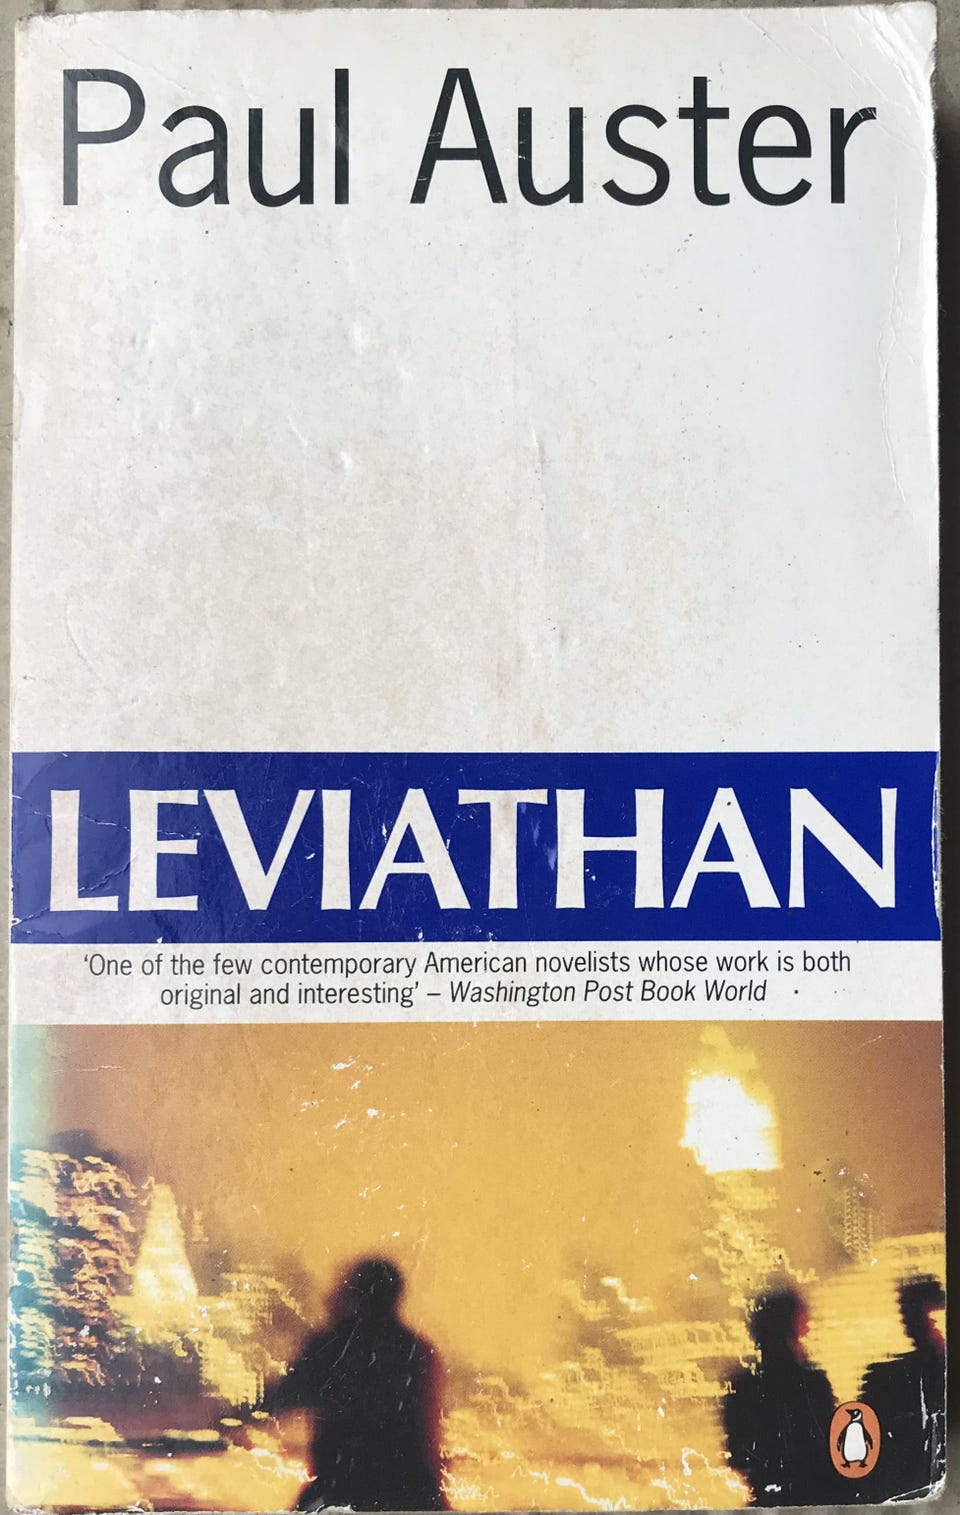 Paul Auster
LEVIATHAN
‘One of the few contemporary American novelists whose work is both
original and interesting’ – Washington Post Book World